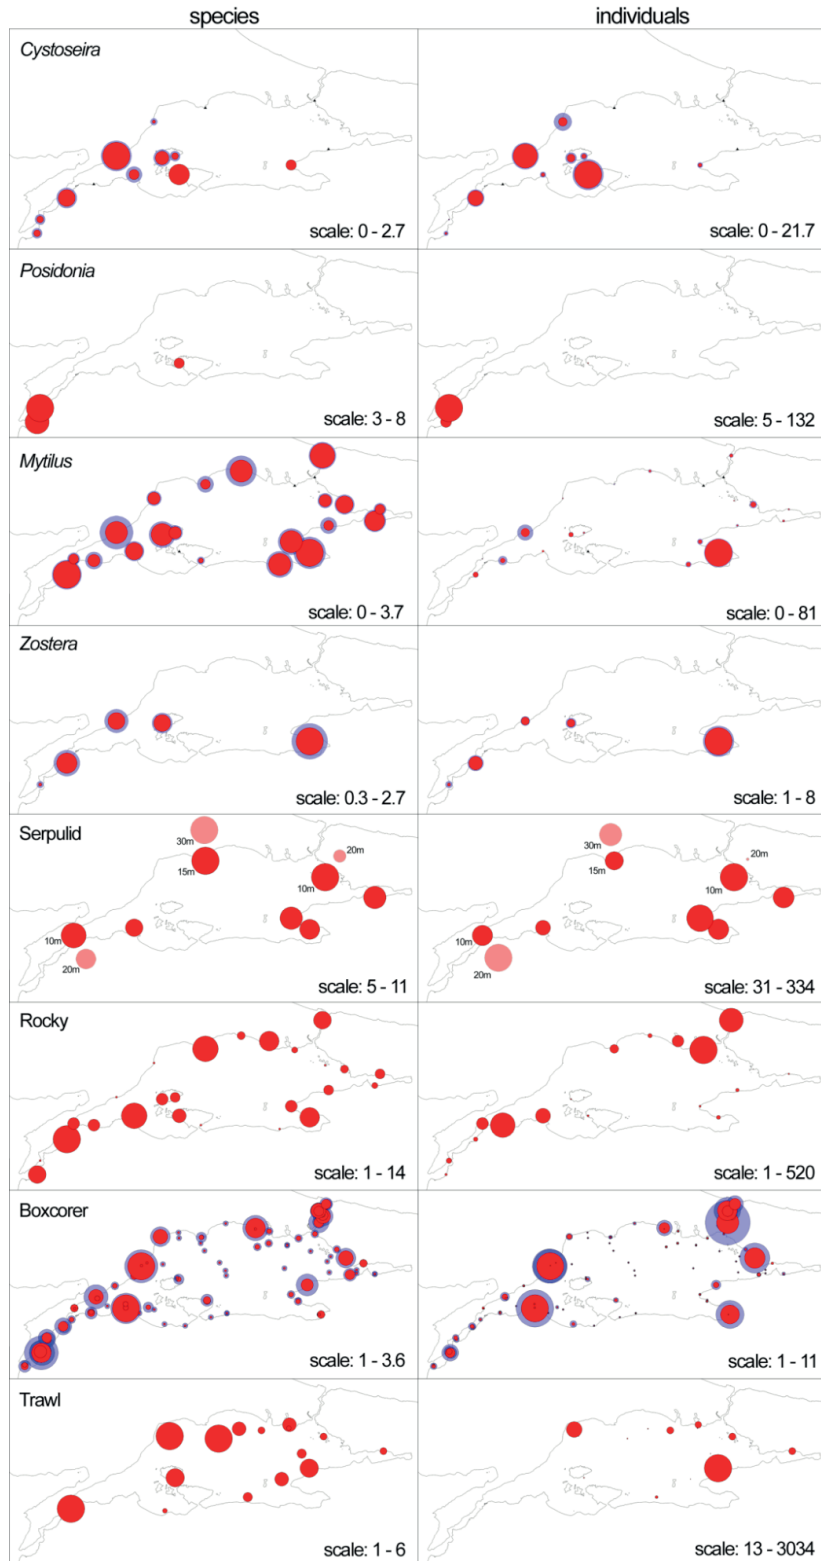 species individuals
Cystoseira
scale: 0 - 2.7 scale: 0 - 21.7
Posidonia
scale: 3 - 8 scale: 5 - 132
Mytilus
scale: 0 - 3.7 scale: 0 - 81
Zostera
scale: 0.3 - 2.7 scale: 1 - 8
Serpulid
30m 30m
20m 20m
15m 15m
10m 10m
10m 10m
20m 20m
scale: 5 - 11 scale: 31 - 334
Rocky
scale: 1 - 14 scale: 1 - 520
Boxcorer
scale: 1 - 3.6 scale: 1 - 11
Trawl
scale: 1 - 6 scale: 13 - 3034